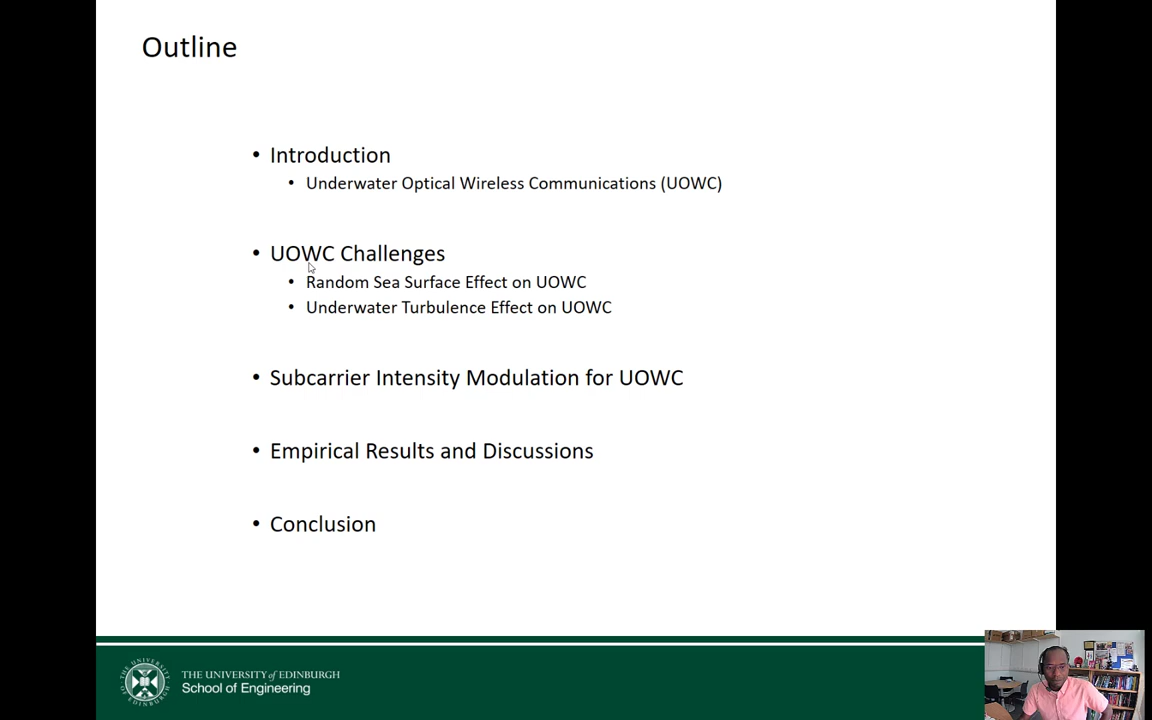 Outline
• Introduction
• Underwater Optical Wireless Communications (UOWC)
• UOWC Challenges
• Random Sea Surface Effect on UOWC
• Underwater Turbulence Effect on UOWC
• Subcarrier Intensity Modulation for UOWC
• Empirical Results and Discussions
• Conclusion
THE UNIVERSITY of EDINBURGH
School of Engineering